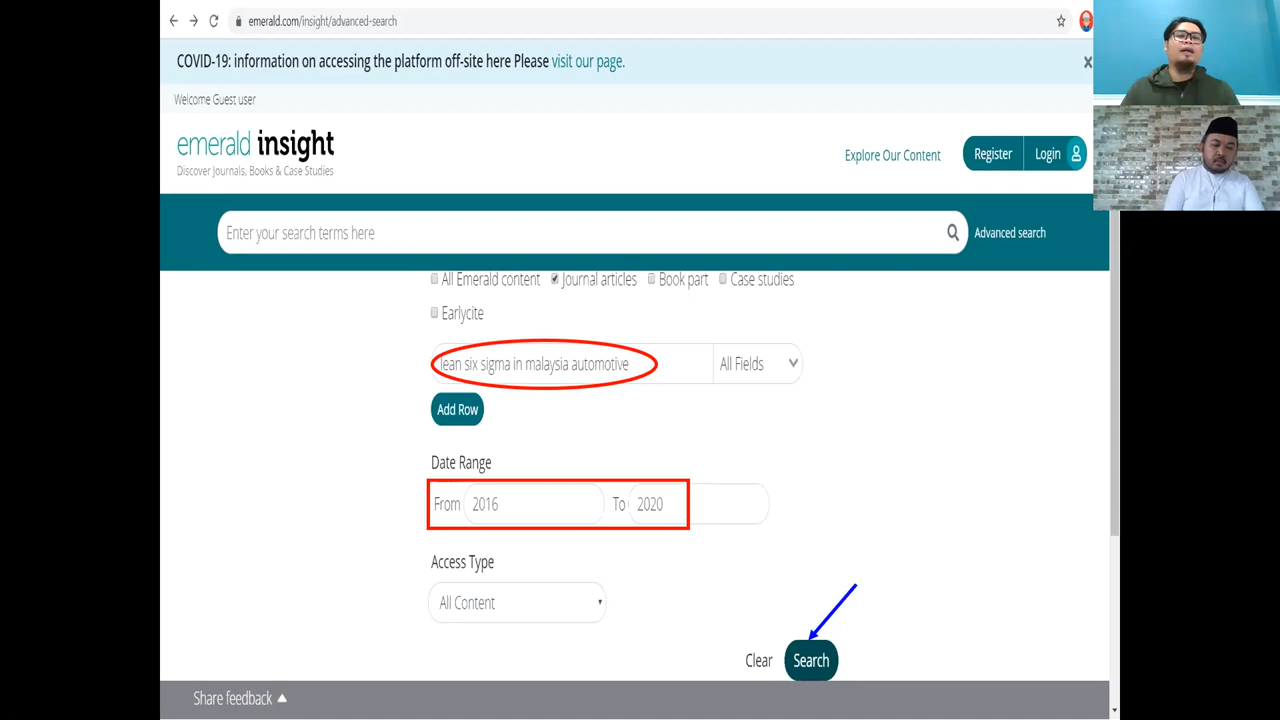 emerald.com/insight/advanced-search
COVID-19: information on accessing the platform off-site here Please visit our page.
x
Welcome Guest user
emerald insight
Discover Journals, Books & Case Studies
Explore Our Content
Register
Login
Enter your search terms here
Advanced search
All Emerald content Journal articles Book part Case studies
Earlycite
lean six sigma in malaysia automotive
All Fields
Add Row
Date Range
From 2016 To 2020
Access Type
All Content
Clear
Search
Share feedback